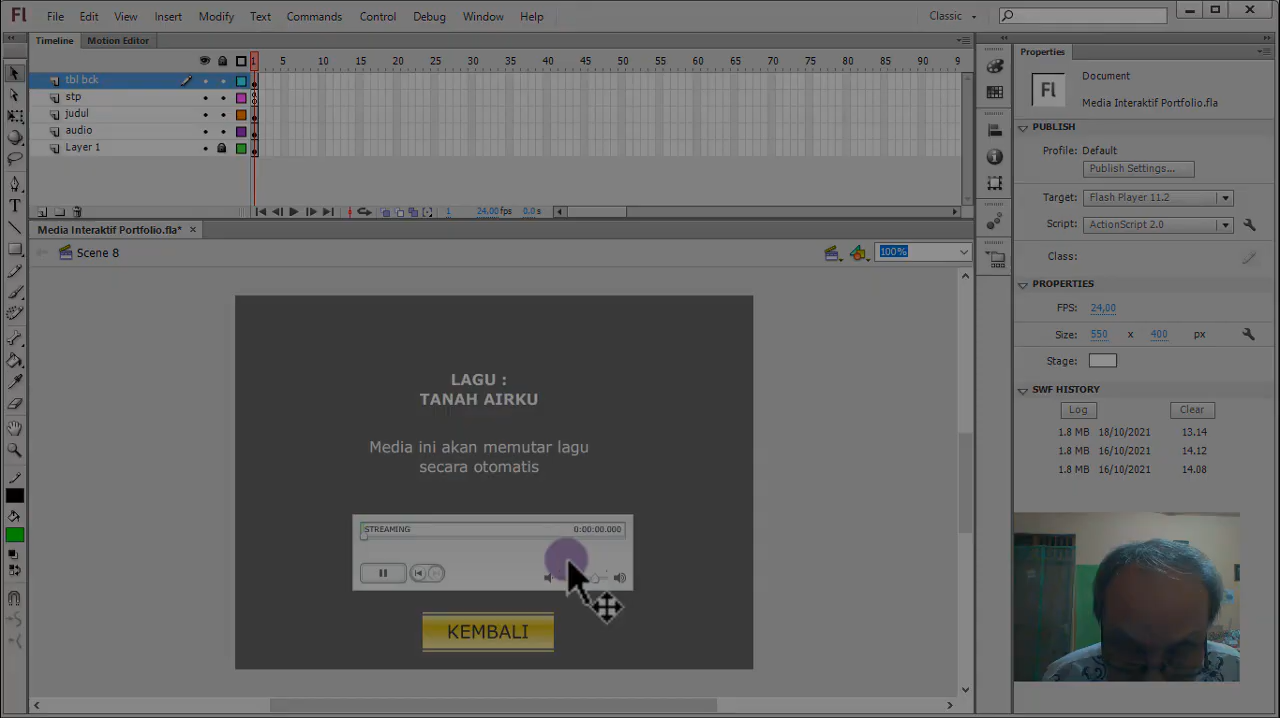 Fl
File Edit View Insert Modify Text Commands Control Debug Window Help
Classic
Timeline Motion Editor
1 5 10 15 20 25 30 35 40 45 50 55 60 65 70 75 80 85 90 9
tbl bck
stp
judul
audio
Layer 1
1 24.00 fps 0.0 s
Media Interaktif Portfolio.fla*
Scene 8
100%
LAGU :
TANAH AIRKU
Media ini akan memutar lagu
secara otomatis
STREAMING 0:00:00.000
KEMBALI
Properties
Fl
Document
Media Interaktif Portfolio.fla
PUBLISH
Profile: Default
Publish Settings...
Target: Flash Player 11.2
Script: ActionScript 2.0
Class:
PROPERTIES
FPS: 24,00
Size: 550 x 400 px
Stage:
SWF HISTORY
Log Clear
1.8 MB 18/10/2021 13.14
1.8 MB 16/10/2021 14.12
1.8 MB 16/10/2021 14.08